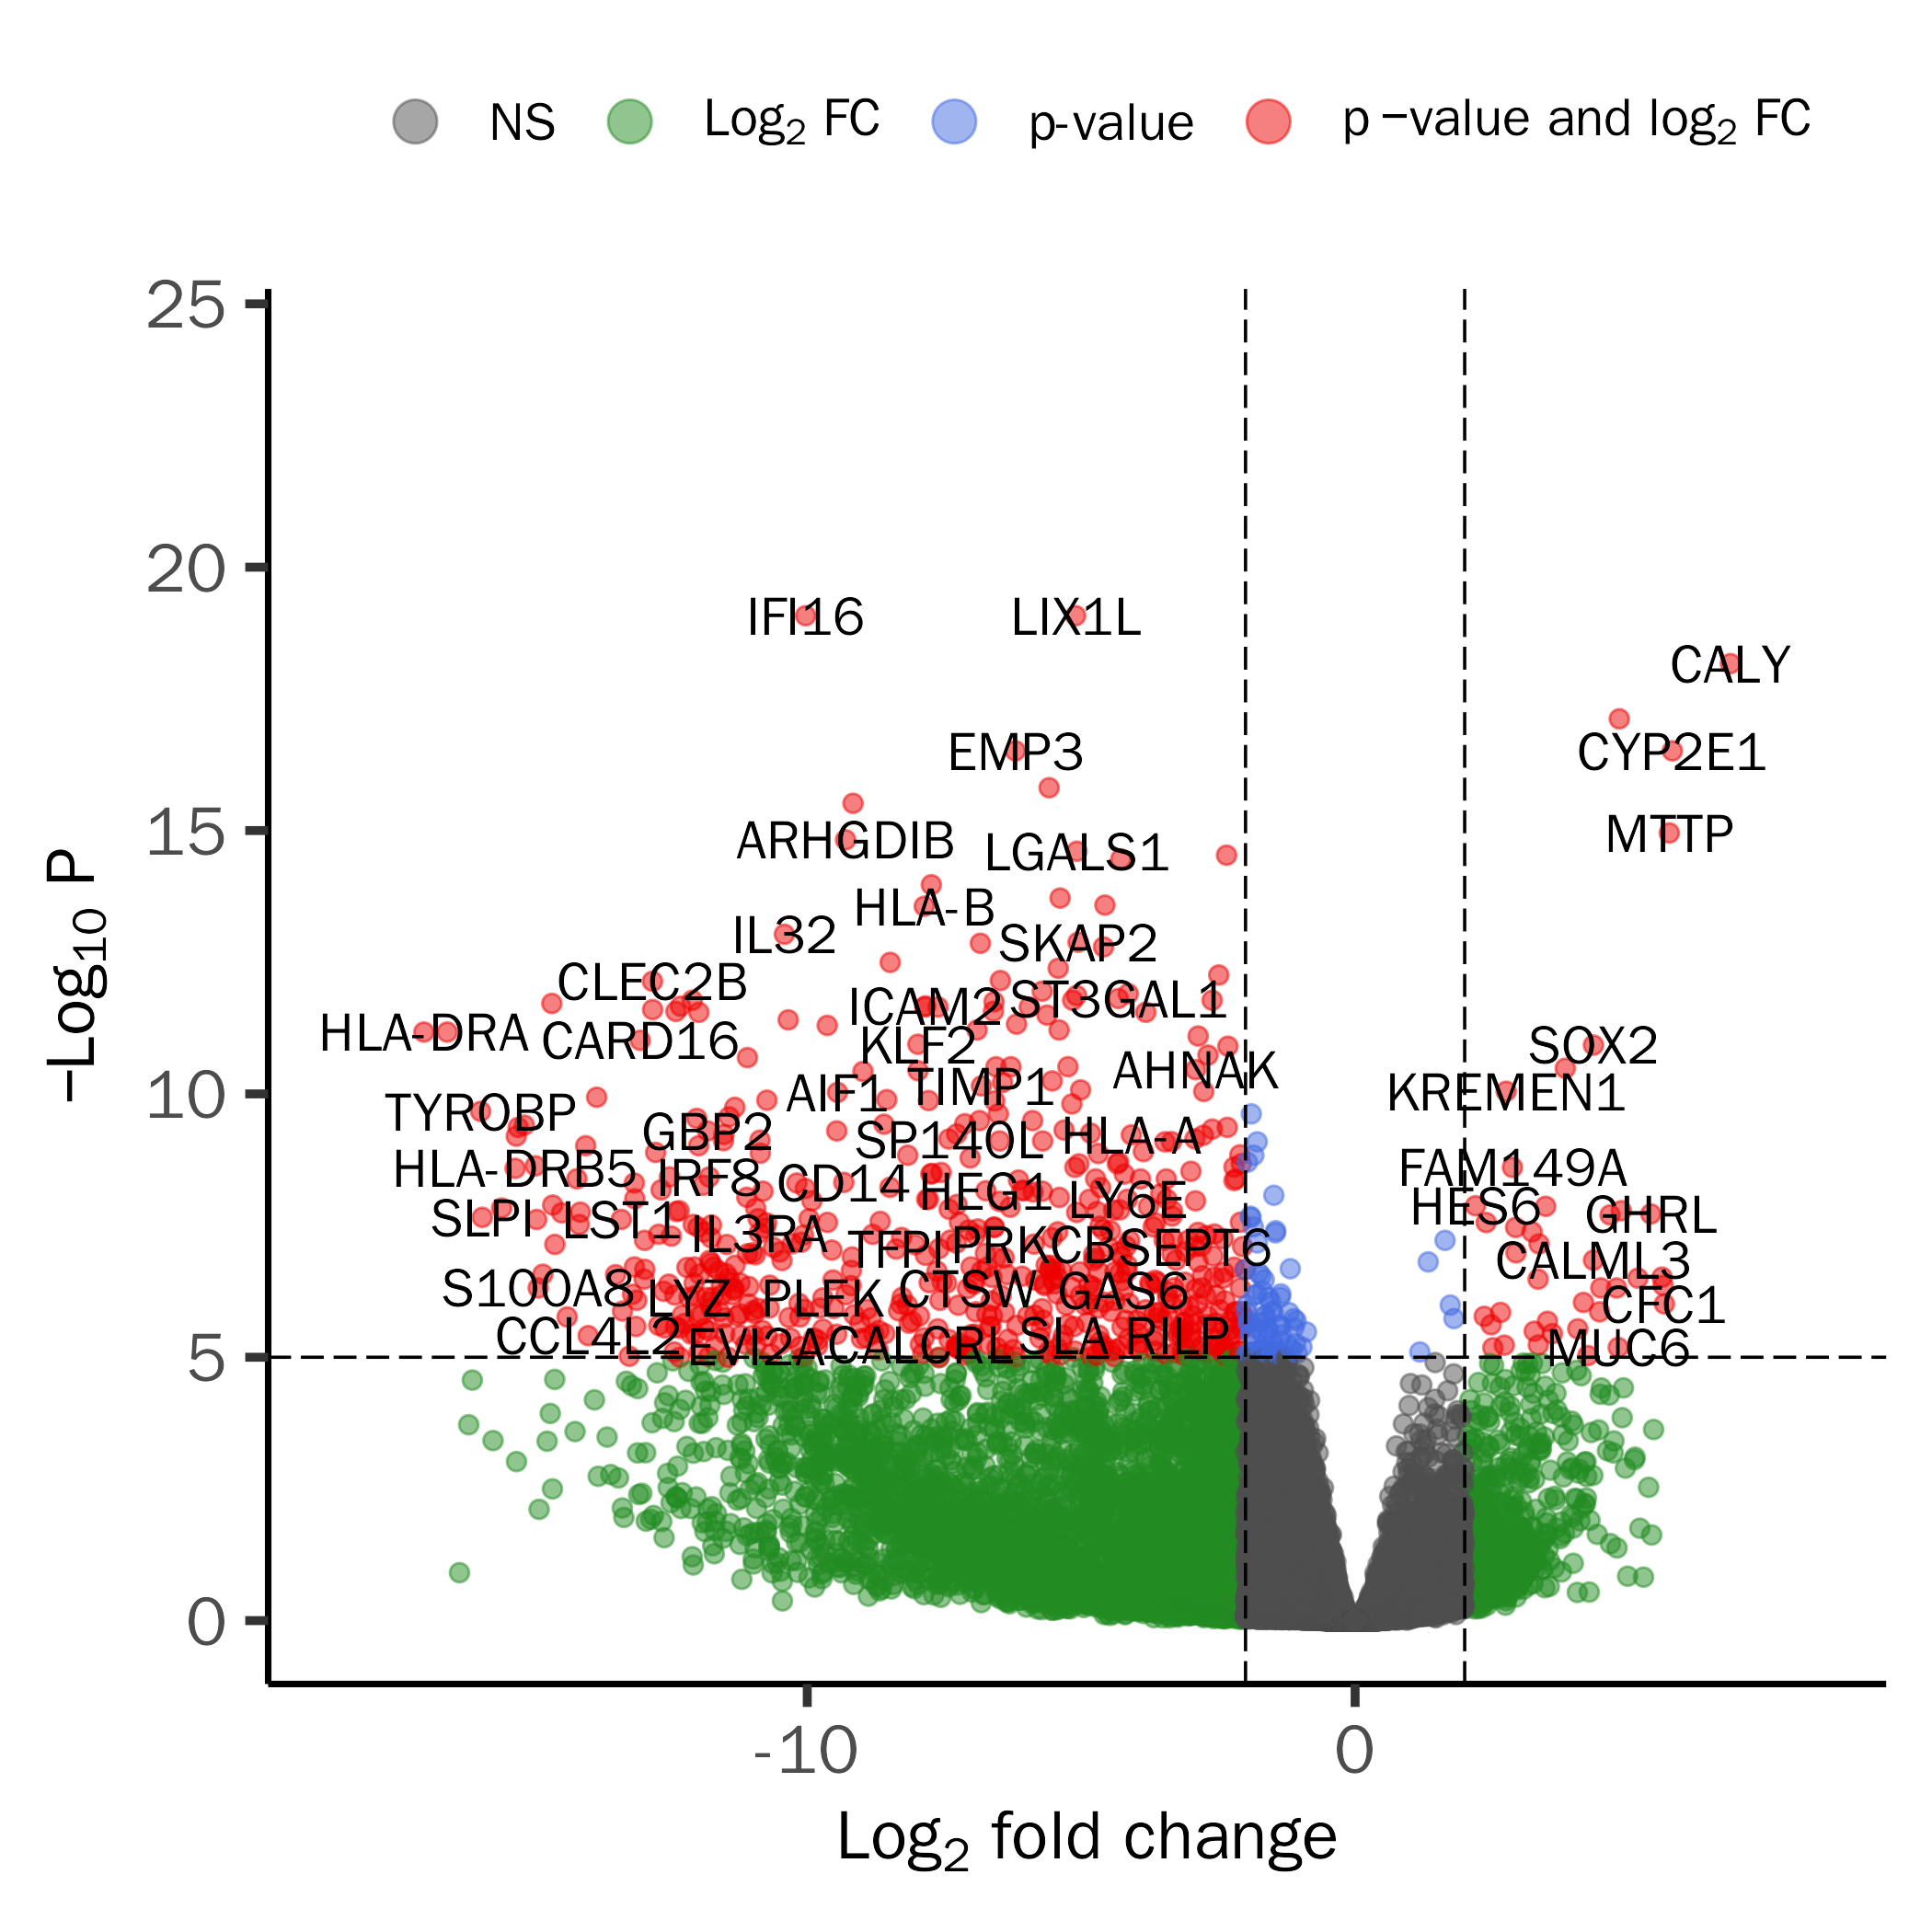 NS Log2 FC p-value p −value and log2 FC
25
20
15
10
5
0
−Log10 P
IFI16 LIX1L
CALY
EMP3 CYP2E1
ARHGDIB LGALS1 MTTP
HLA-B
IL32 SKAP2
CLEC2B
ICAM2 ST3GAL1
HLA-DRA CARD16 KLF2 SOX2
AIF1 TIMP1 AHNAK KREMEN1
TYROBP GBP2 SP140L HLA-A
HLA-DRB5 IRF8 CD14 HEG1 LY6E FAM149A
HES6
SLPI LST1 IL3RA GHRL
TFPI PRKCB SEPT6 CALML3
S100A8 LYZ PLEK CTSW GAS6 CFC1
CCL4L2 EVI2A CALCRL SLA RILP MUC6
-10 0
Log2 fold change